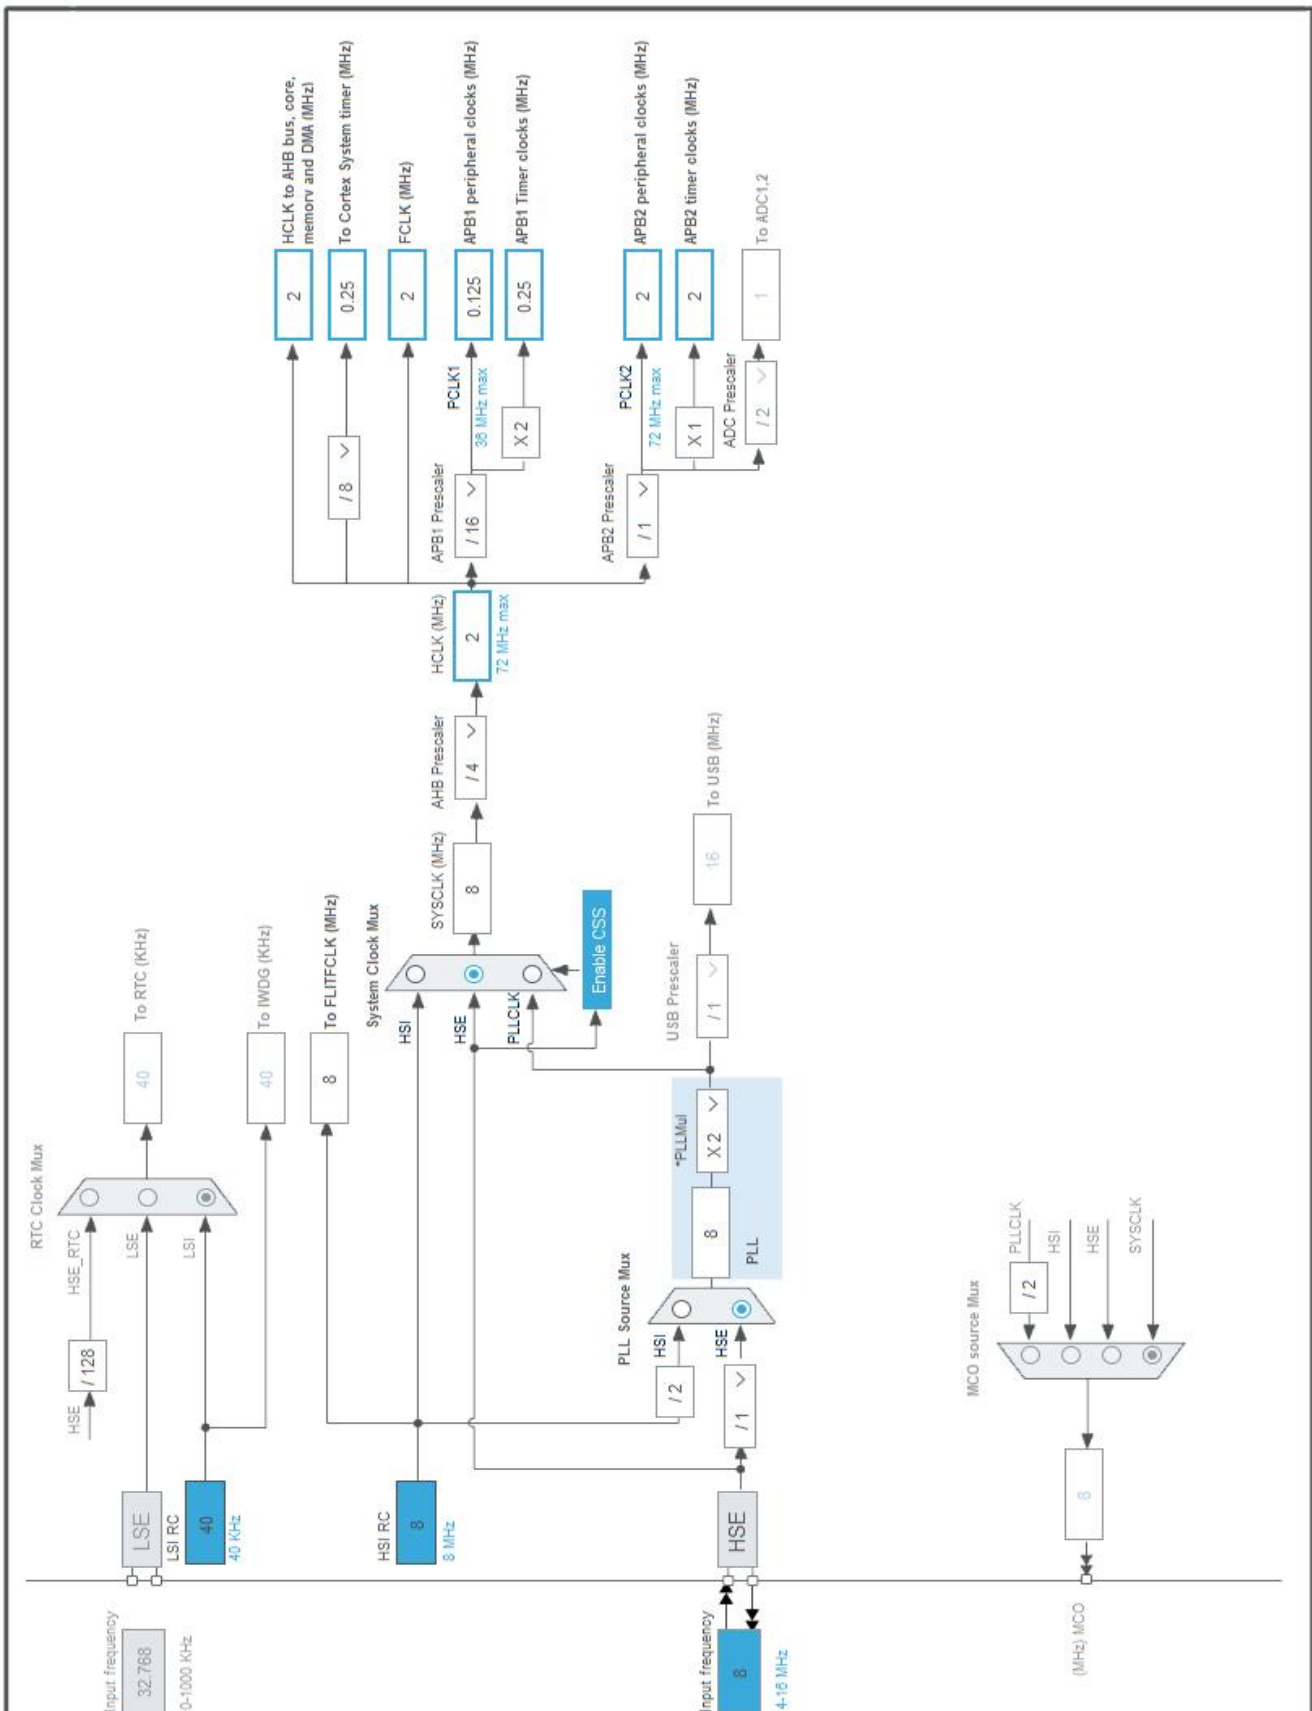 Input frequency
32.768
0-1000 KHz
LSE
LSI RC
40
40 KHz
HSE
/ 128
HSE_RTC
LSE
LSI
RTC Clock Mux
40
To RTC (KHz)
40
To IWDG (KHz)
HSI RC
8
8 MHz
8
To FLITFCLK (MHz)
System Clock Mux
HSI
HSE
PLLCLK
Enable CSS
SYSCLK (MHz)
8
AHB Prescaler
/ 4
HCLK (MHz)
2
72 MHz max
2
HCLK to AHB bus, core,
memory and DMA (MHz)
/ 8
0.25
To Cortex System timer (MHz)
2
FCLK (MHz)
APB1 Prescaler
/ 16
PCLK1
36 MHz max
0.125
APB1 peripheral clocks (MHz)
X 2
0.25
APB1 Timer clocks (MHz)
APB2 Prescaler
/ 1
PCLK2
72 MHz max
2
APB2 peripheral clocks (MHz)
X 1
2
APB2 timer clocks (MHz)
ADC Prescaler
/ 2
1
To ADC1,2
Input frequency
8
4-16 MHz
HSE
PLL Source Mux
/ 2
HSI
/ 1
HSE
8
*PLLMul
X 2
PLL
USB Prescaler
/ 1
16
To USB (MHz)
(MHz) MCO
8
MCO source Mux
/ 2
PLLCLK
HSI
HSE
SYSCLK